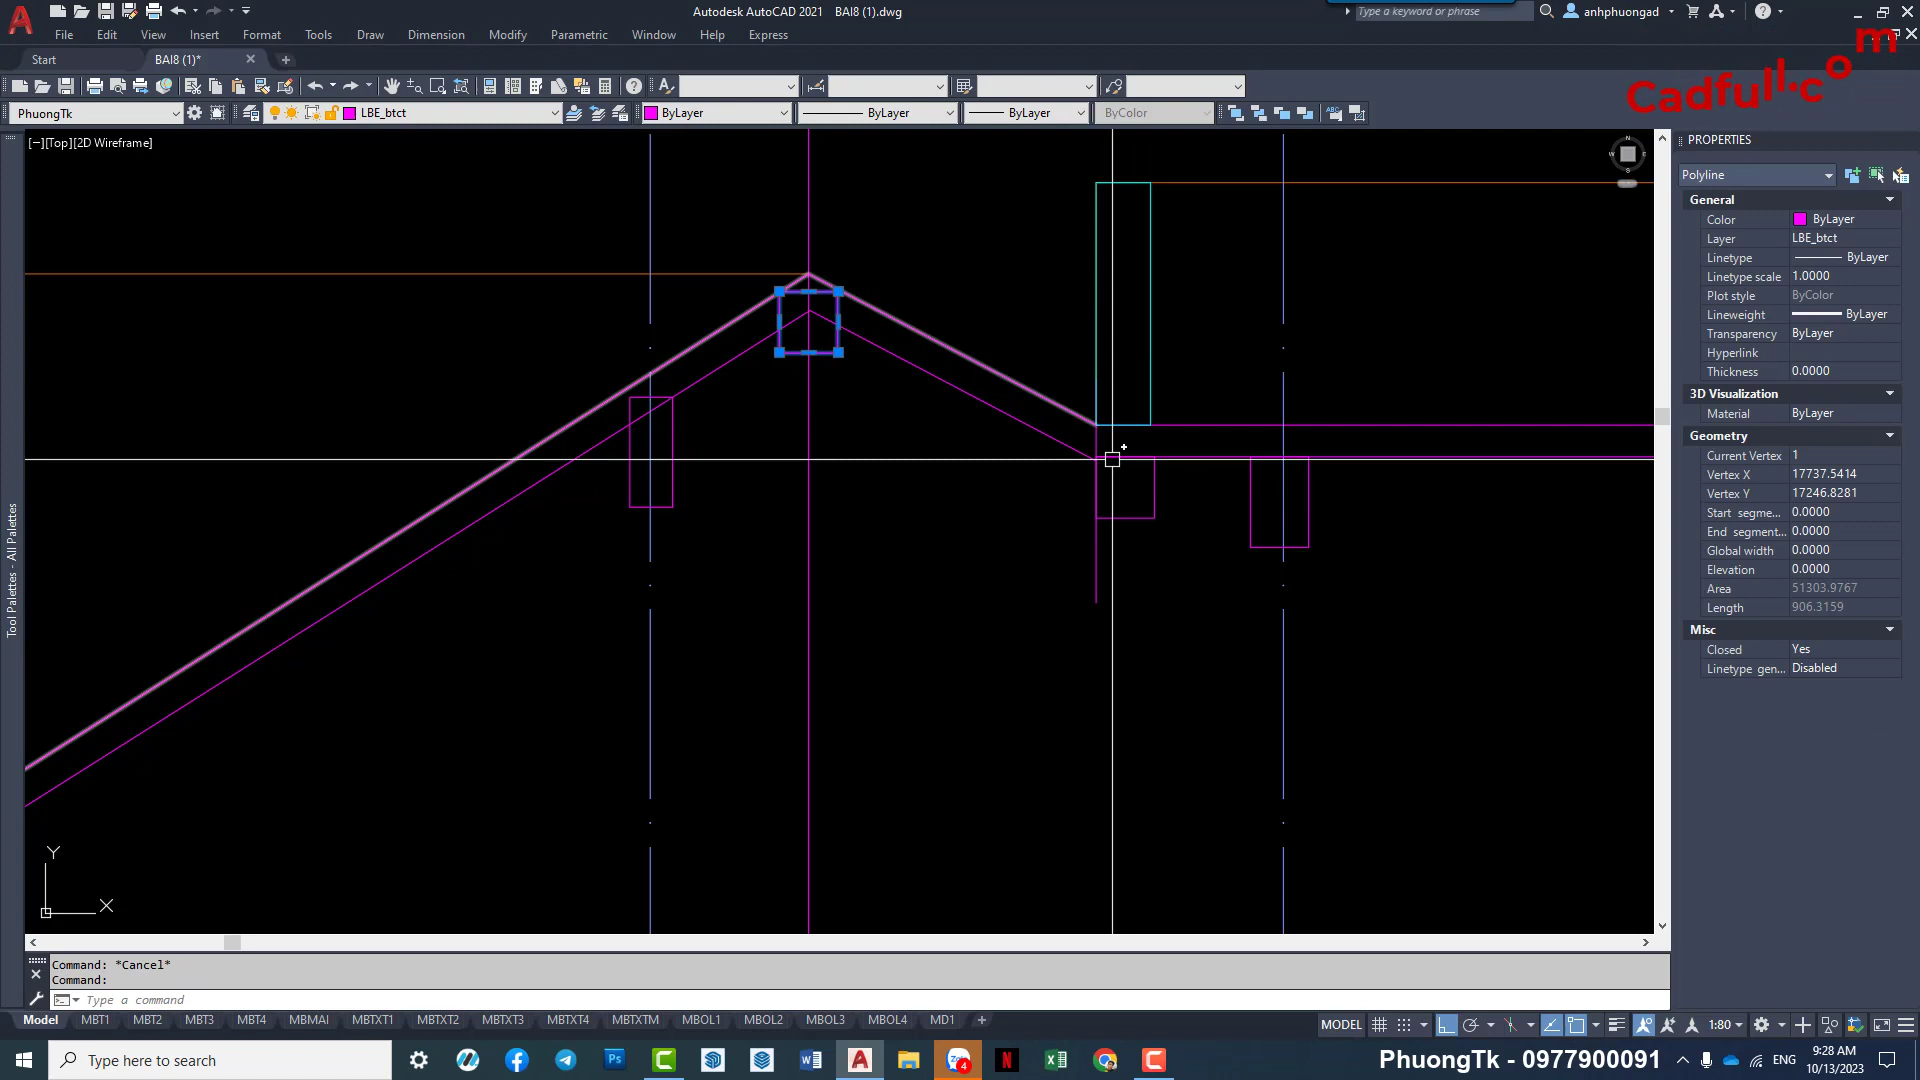 Autodesk AutoCAD 2021 BAI8 (1).dwg
Type a keyword or phrase
anhphuongad
File Edit View Insert Format Tools Draw Dimension Modify Parametric Window Help Express
Cadfull.com
Start BAI8 (1)*
PhuongTk LBE_btct ByLayer ByLayer ByLayer ByColor
[−][Top][2D Wireframe]
PROPERTIES
Polyline
General
Color ByLayer
Layer LBE_btct
Linetype ByLayer
Linetype scale 1.0000
Plot style ByColor
Lineweight ByLayer
Transparency ByLayer
Hyperlink
Thickness 0.0000
3D Visualization
Material ByLayer
Geometry
Current Vertex 1
Vertex X 17737.5414
Vertex Y 17246.8281
Start segme... 0.0000
End segment... 0.0000
Global width 0.0000
Elevation 0.0000
Area 51303.9767
Length 906.3159
Misc
Closed Yes
Linetype gen... Disabled
Tool Palettes - All Palettes
Y
X
Command: *Cancel*
Command:
Type a command
Model MBT1 MBT2 MBT3 MBT4 MBMAI MBTXT1 MBTXT2 MBTXT3 MBTXT4 MBTXTM MBOL1 MBOL2 MBOL3 MBOL4 MD1
MODEL 1:80
Type here to search
PhuongTk - 0977900091
ENG
9:28 AM
10/13/2023